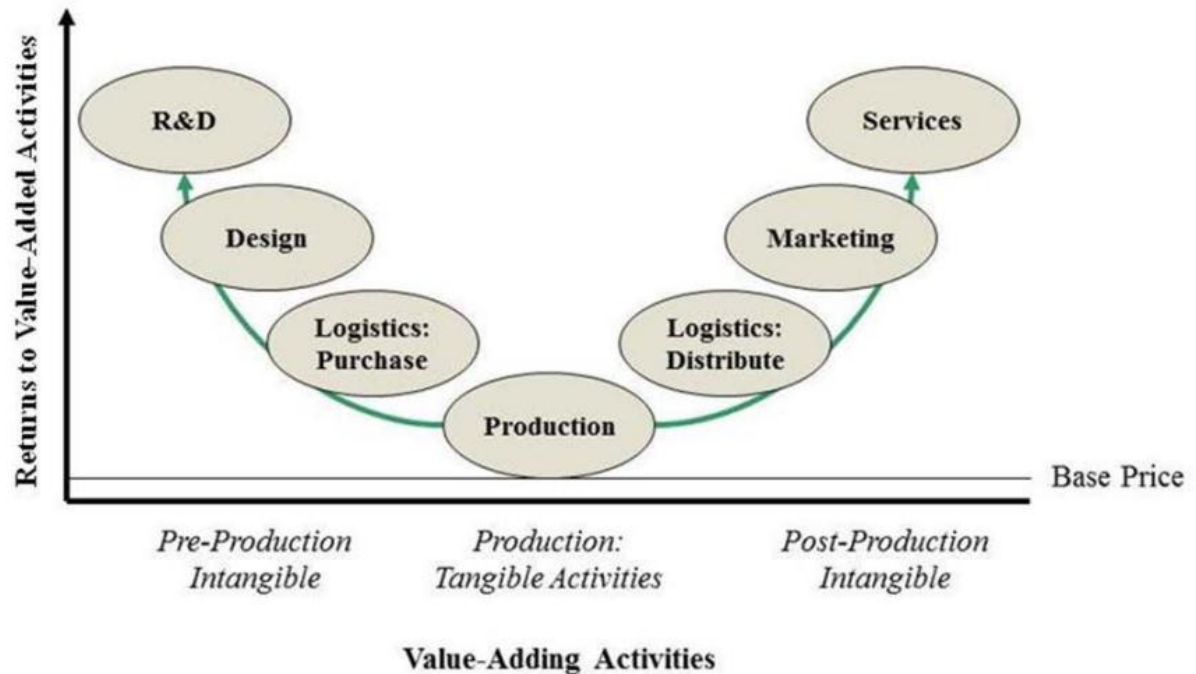 Returns to Value-Added Activities
R&D
Services
Design
Marketing
Logistics:
Purchase
Logistics:
Distribute
Production
Base Price
Pre-Production
Intangible
Production:
Tangible Activities
Post-Production
Intangible
Value-Adding Activities